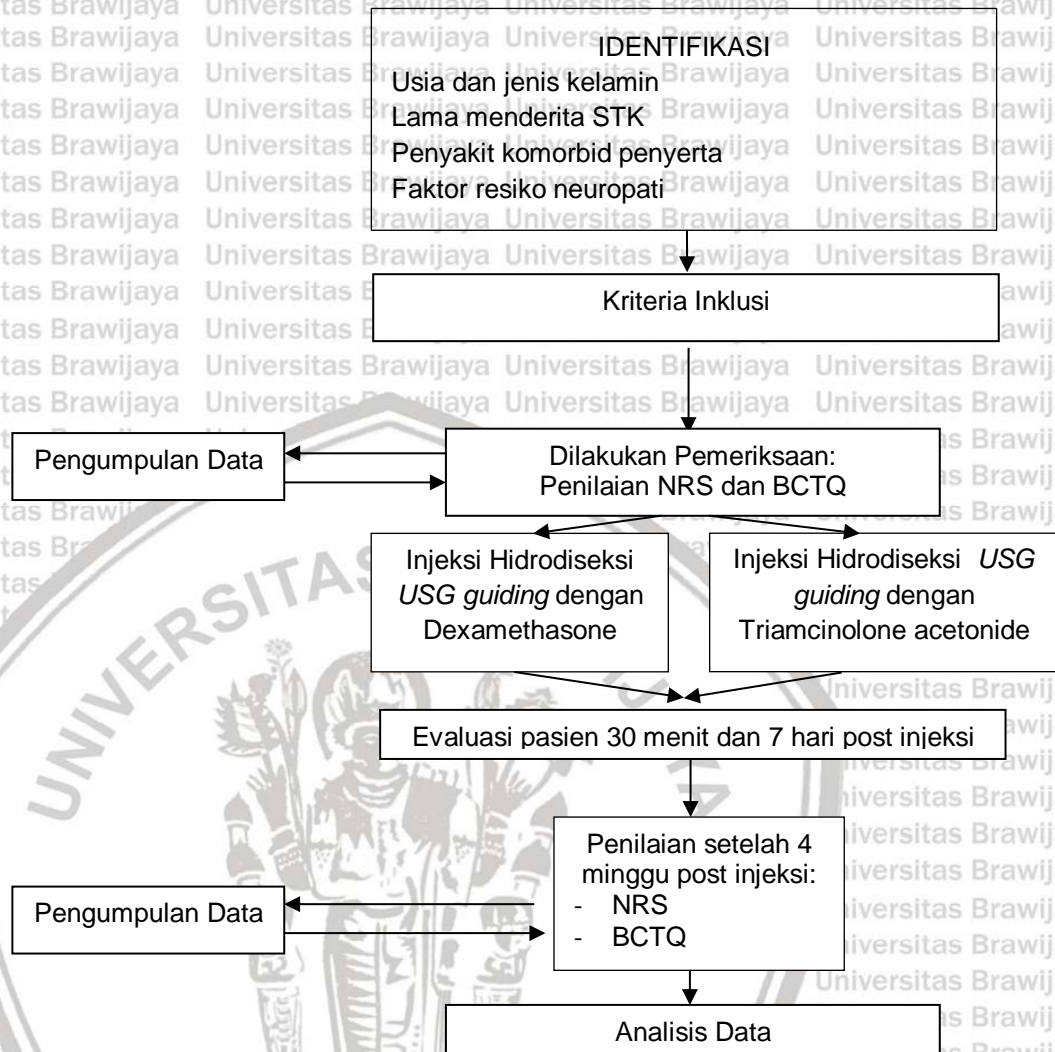 IDENTIFIKASI
Usia dan jenis kelamin
Lama menderita STK
Penyakit komorbid penyerta
Faktor resiko neuropati
Kriteria Inklusi
Pengumpulan Data
Dilakukan Pemeriksaan:
Penilaian NRS dan BCTQ
Injeksi Hidrodiseksi
USG guiding dengan
Dexamethasone
Injeksi Hidrodiseksi USG
guiding dengan
Triamcinolone acetonide
Evaluasi pasien 30 menit dan 7 hari post injeksi
Penilaian setelah 4
minggu post injeksi:
- NRS
- BCTQ
Pengumpulan Data
Analisis Data